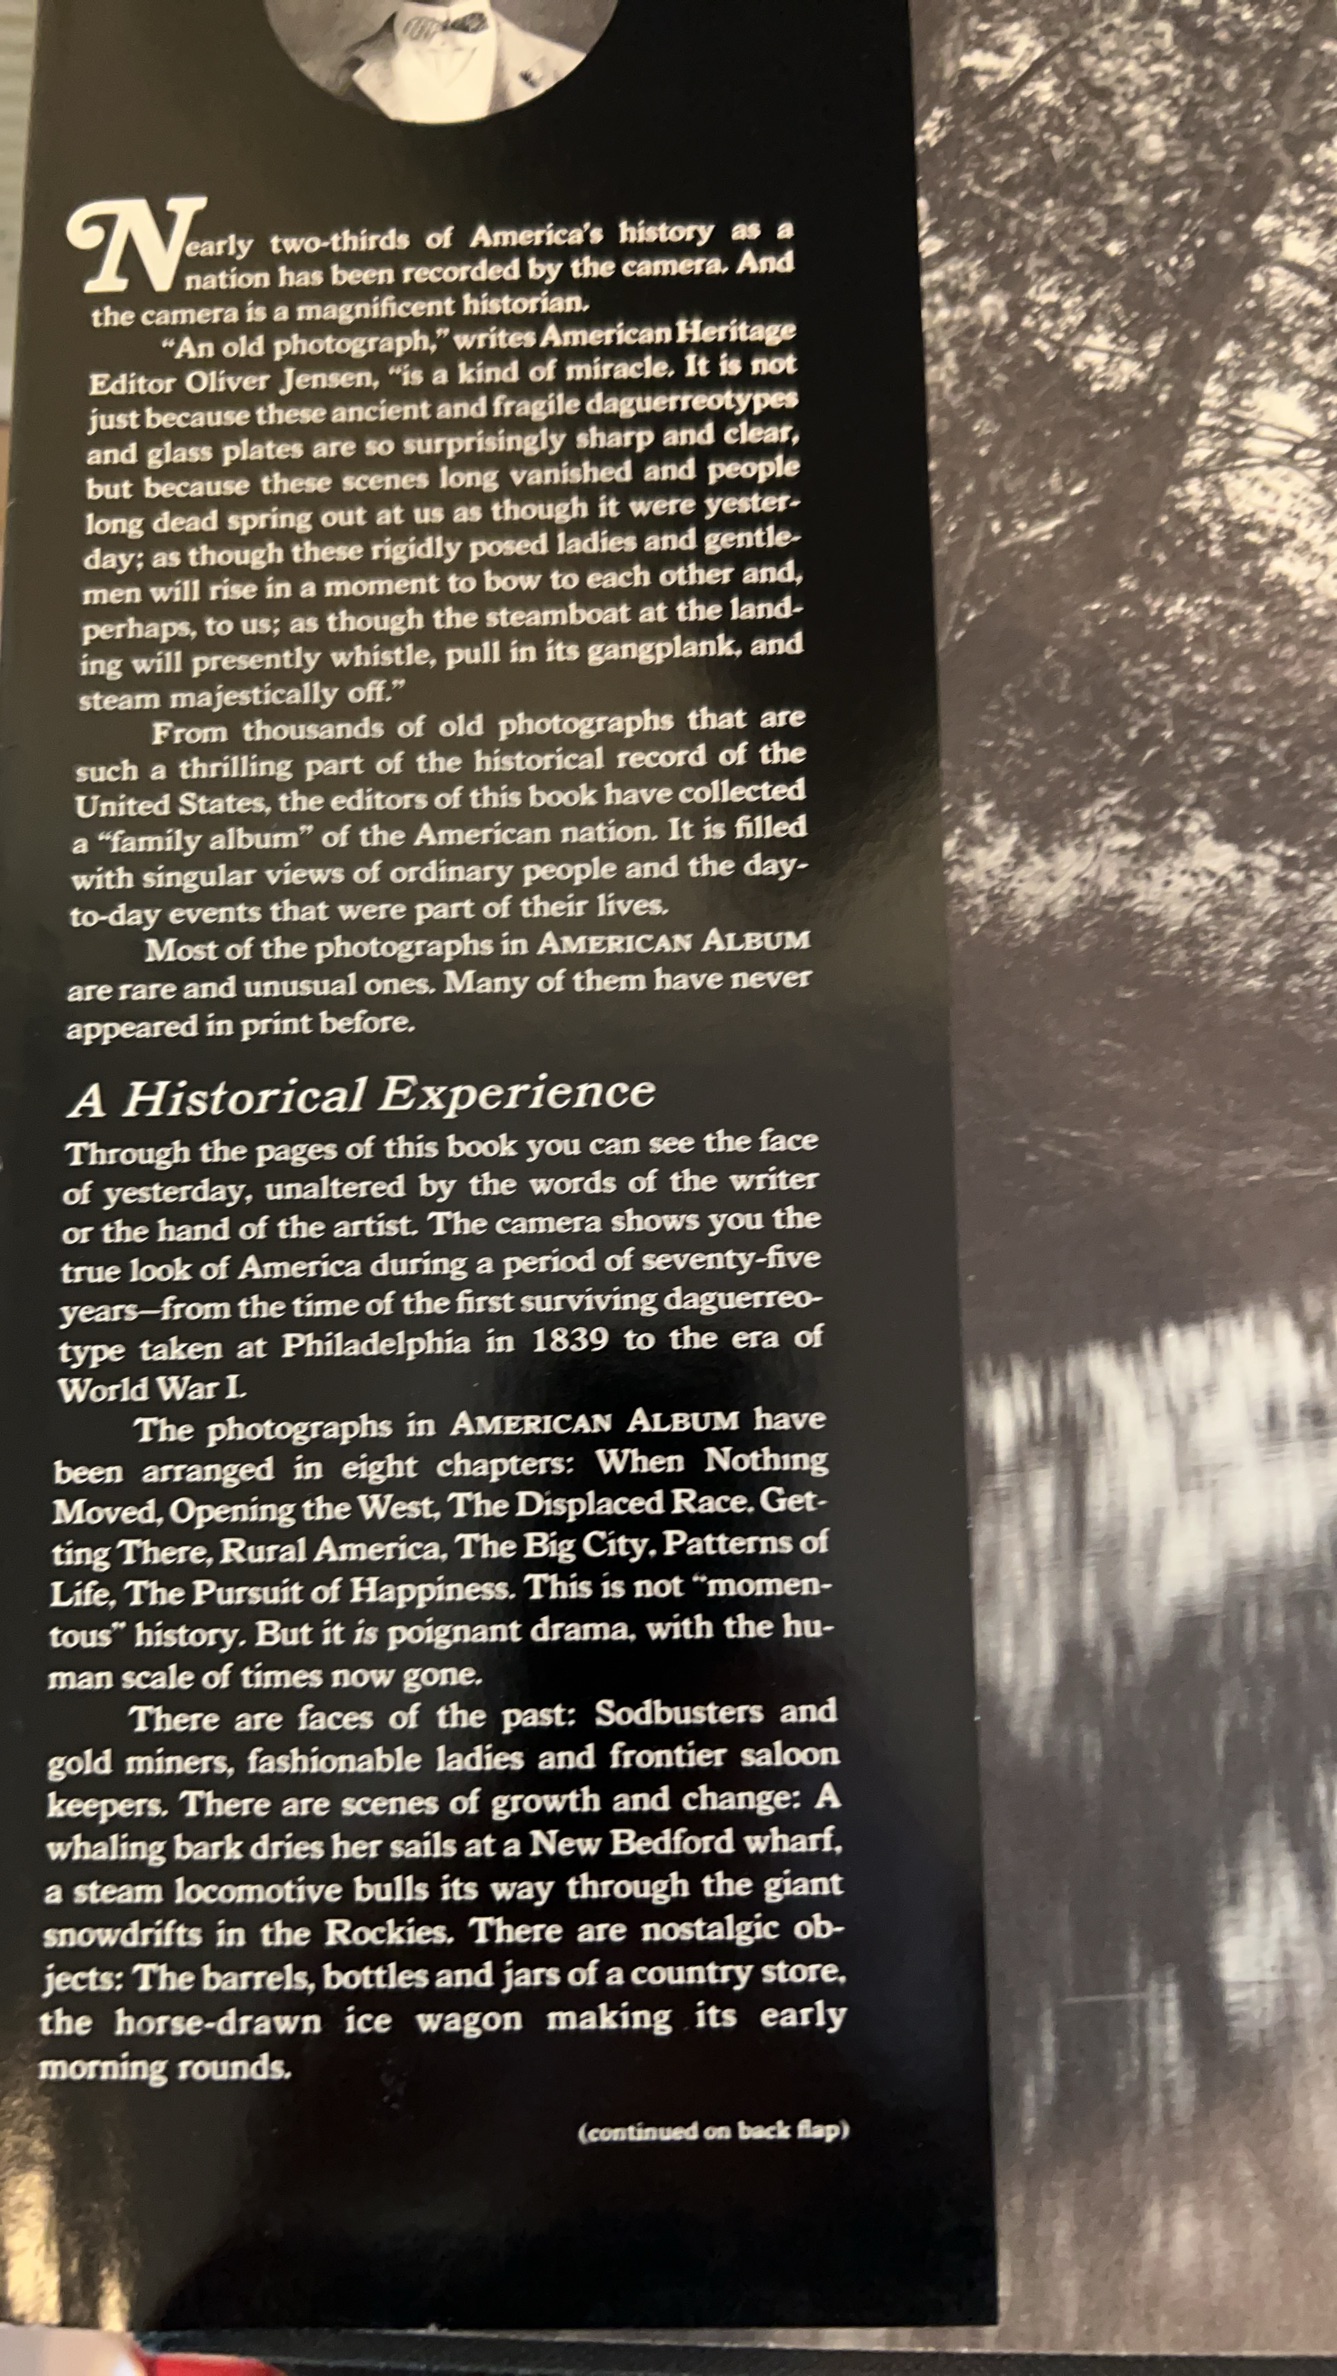 Nearly two-thirds of America's history as a
nation has been recorded by the camera. And
the camera is a magnificent historian.
“An old photograph,” writes American Heritage
Editor Oliver Jensen, “is a kind of miracle. It is not
just because these ancient and fragile daguerreotypes
and glass plates are so surprisingly sharp and clear,
but because these scenes long vanished and people
long dead spring out at us as though it were yester-
day; as though these rigidly posed ladies and gentle-
men will rise in a moment to bow to each other and,
perhaps, to us; as though the steamboat at the land-
ing will presently whistle, pull in its gangplank, and
steam majestically off.”
From thousands of old photographs that are
such a thrilling part of the historical record of the
United States, the editors of this book have collected
a “family album” of the American nation. It is filled
with singular views of ordinary people and the day-
to-day events that were part of their lives.
Most of the photographs in AMERICAN ALBUM
are rare and unusual ones. Many of them have never
appeared in print before.
A Historical Experience
Through the pages of this book you can see the face
of yesterday, unaltered by the words of the writer
or the hand of the artist. The camera shows you the
true look of America during a period of seventy-five
years—from the time of the first surviving daguerreo-
type taken at Philadelphia in 1839 to the era of
World War I.
The photographs in AMERICAN ALBUM have
been arranged in eight chapters: When Nothing
Moved, Opening the West, The Displaced Race, Get-
ting There, Rural America, The Big City, Patterns of
Life, The Pursuit of Happiness. This is not “momen-
tous” history. But it is poignant drama, with the hu-
man scale of times now gone.
There are faces of the past: Sodbusters and
gold miners, fashionable ladies and frontier saloon
keepers. There are scenes of growth and change: A
whaling bark dries her sails at a New Bedford wharf,
a steam locomotive bulls its way through the giant
snowdrifts in the Rockies. There are nostalgic ob-
jects: The barrels, bottles and jars of a country store,
the horse-drawn ice wagon making its early
morning rounds.
(continued on back flap)